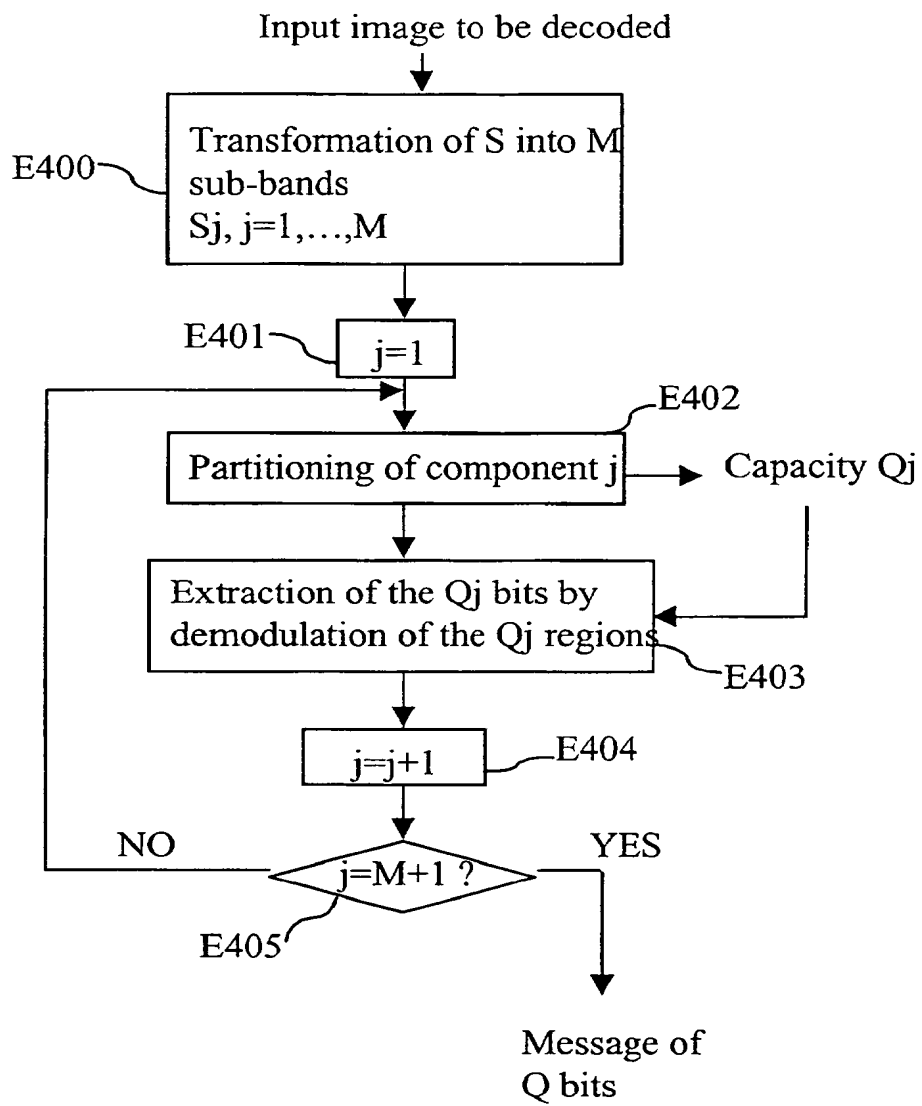 Input image to be decoded
Transformation of S into M
sub-bands
Sj, j=1,...,M
E400
E401
j=1
E402
Partitioning of component j
Capacity Qj
Extraction of the Qj bits by
demodulation of the Qj regions
E403
j=j+1
E404
NO
YES
j=M+1 ?
E405
Message of
Q bits